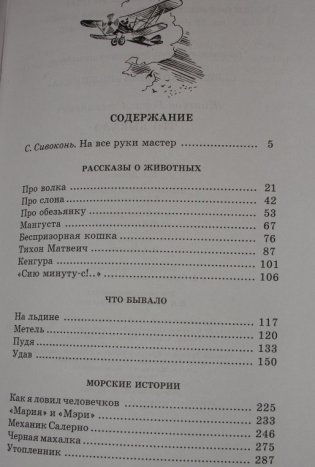 СОДЕРЖАНИЕ
С. Сивоконь. На все руки мастер 5
РАССКАЗЫ О ЖИВОТНЫХ
Про волка 21
Про слона 42
Про обезьянку 53
Мангуста 67
Беспризорная кошка 76
Тихон Матвеич 87
Кенгура 101
«Сию минуту-с!..» 106
ЧТО БЫВАЛО
На льдине 117
Метель 120
Пудя 133
Удав 150
МОРСКИЕ ИСТОРИИ
Как я ловил человечков 225
«Мария» и «Мэри» 233
Механик Салерно 246
Черная махалка 275
Утопленник 287